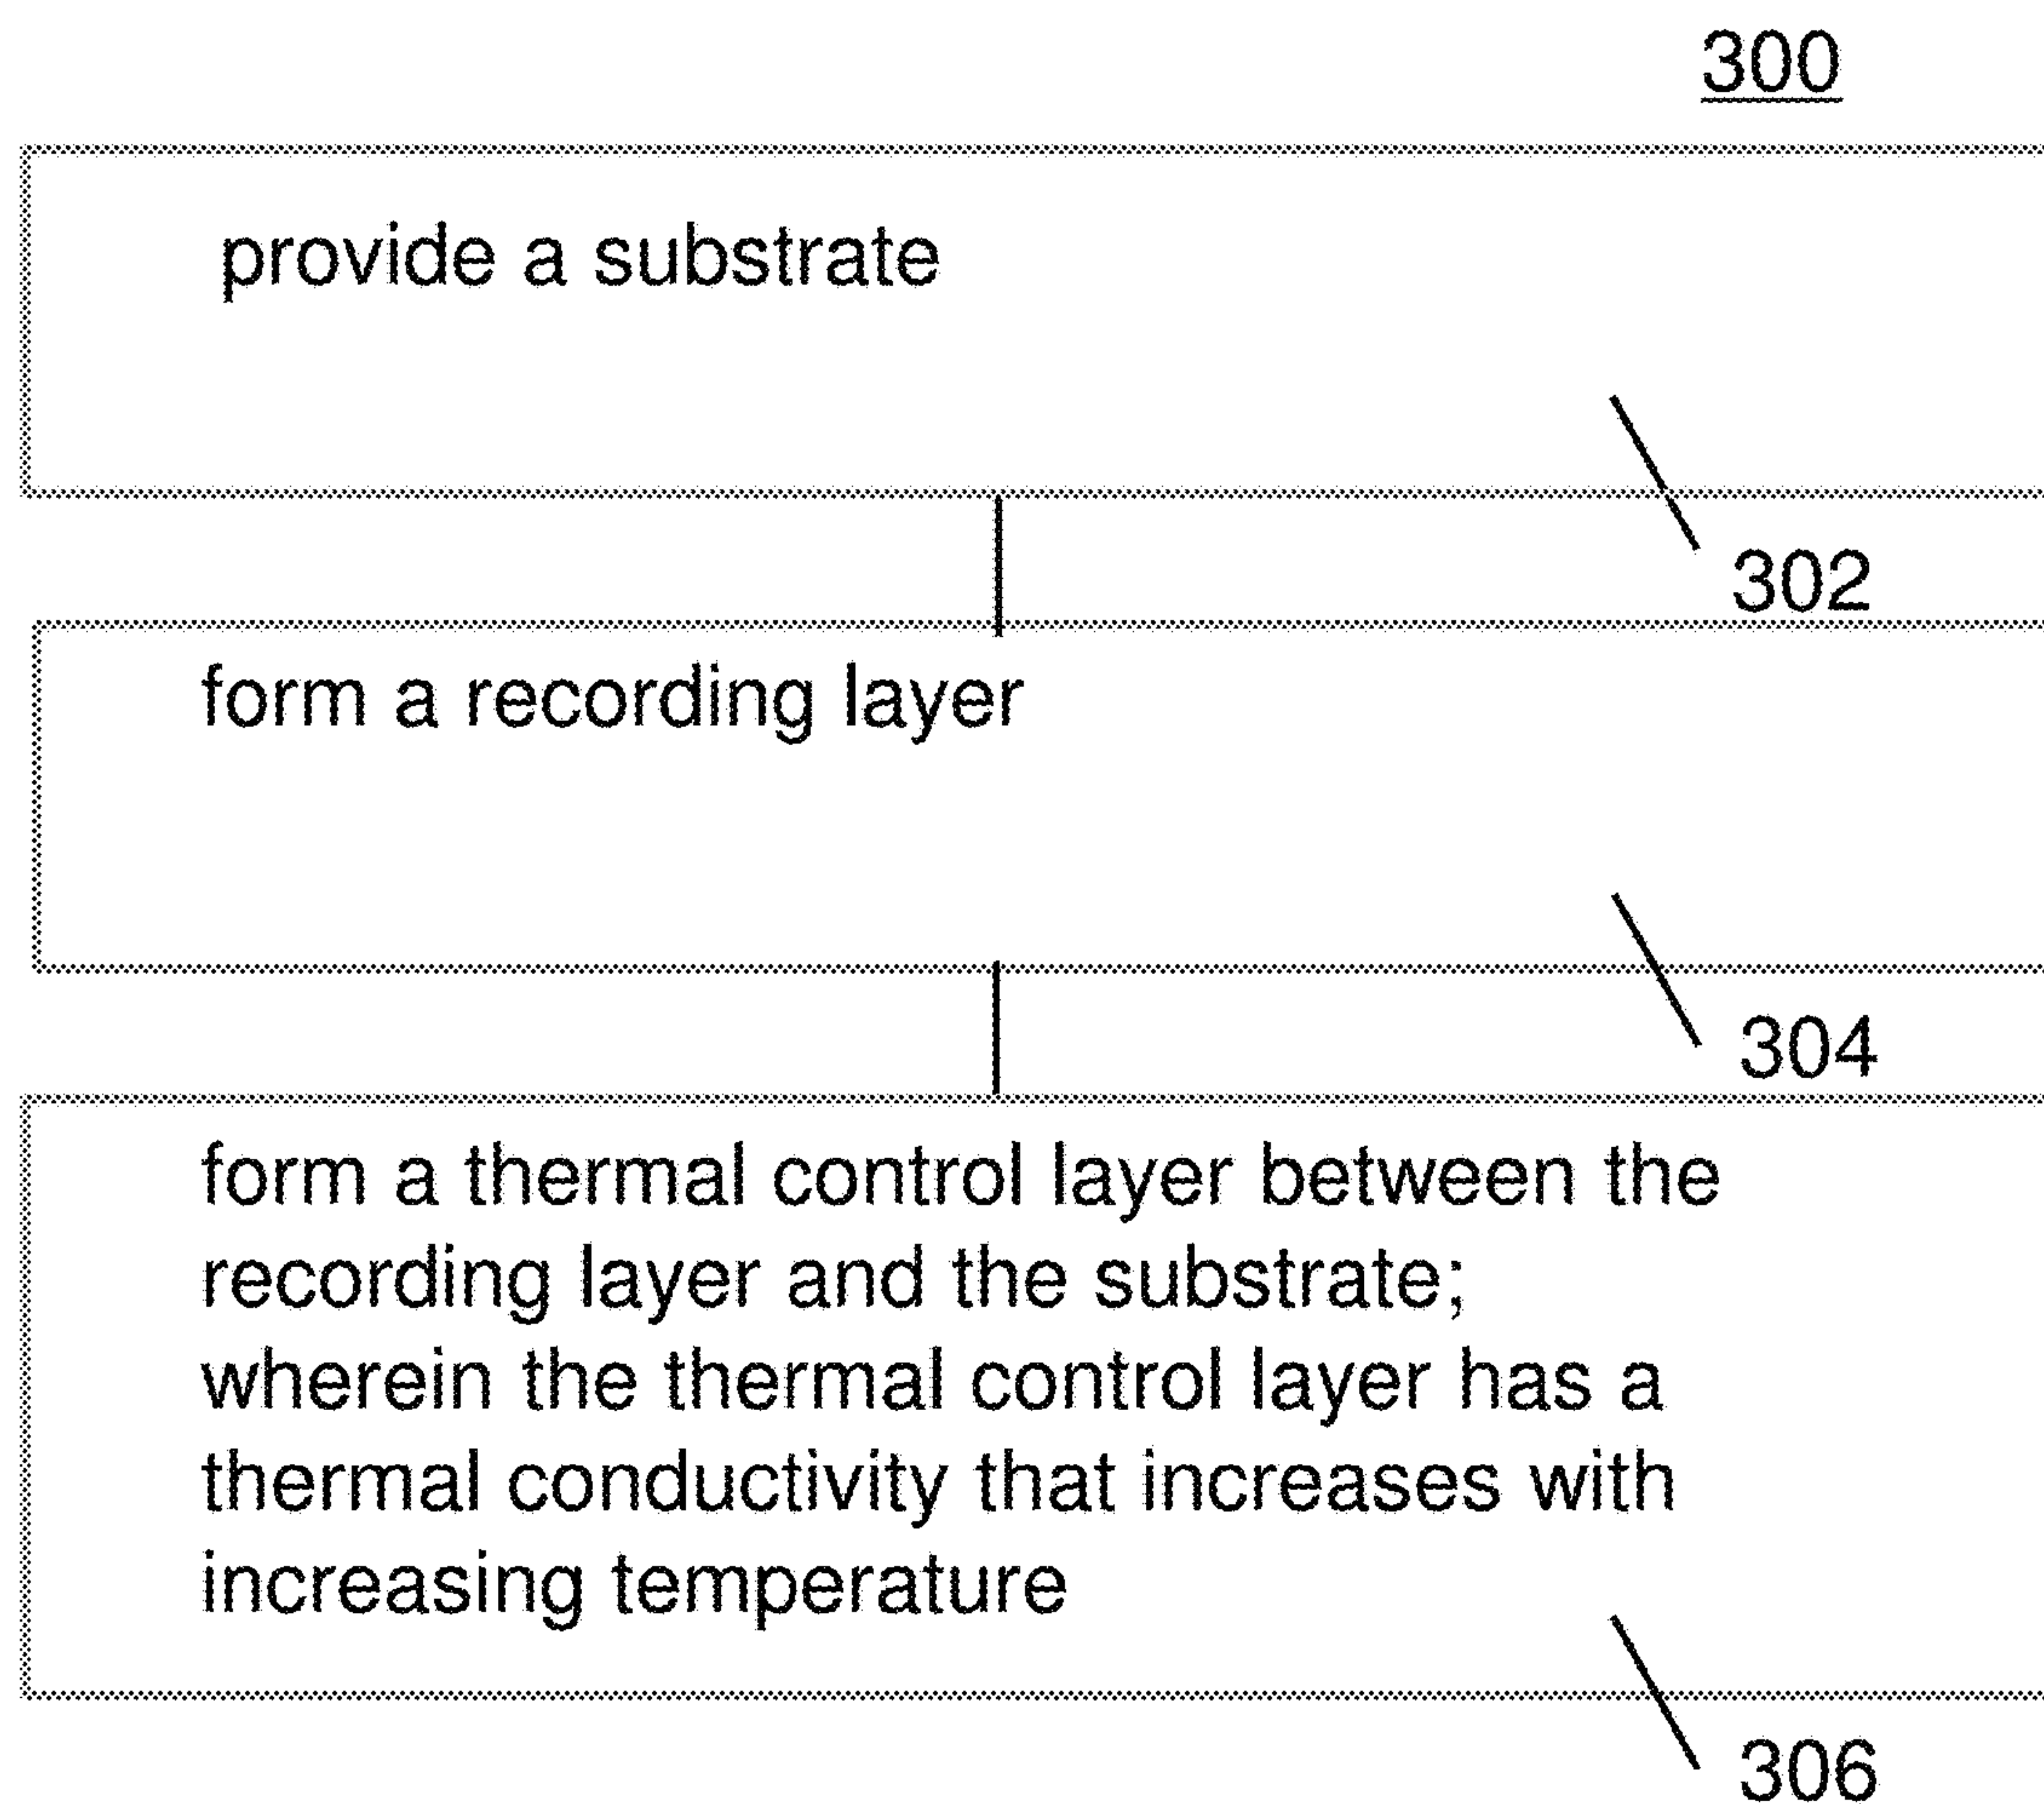 300
provide a substrate
302
form a recording layer
304
form a thermal control layer between the
recording layer and the substrate;
wherein the thermal control layer has a
thermal conductivity that increases with
increasing temperature
306